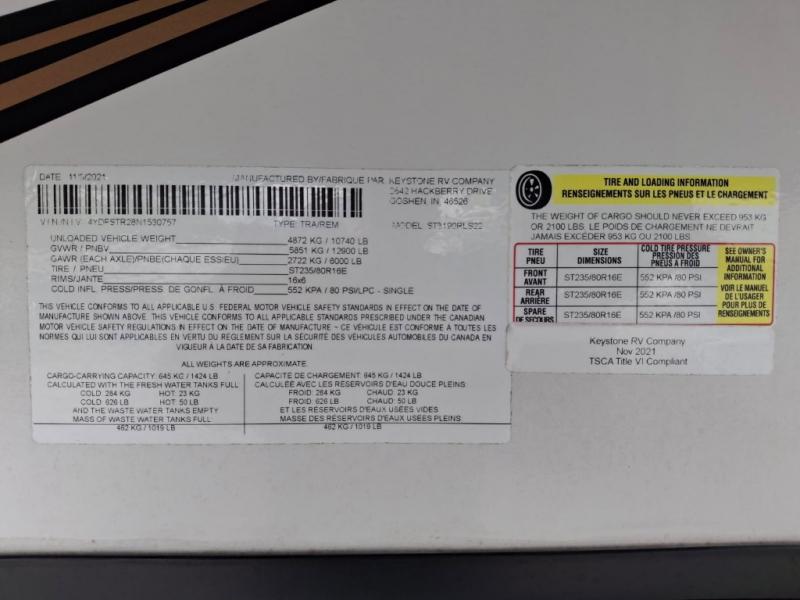 DATE 11/5/2021 MANUFACTURED BY/FABRIQUE PAR: KEYSTONE RV COMPANY
2642 HACKBERRY DRIVE
GOSHEN, IN 46526
V I N /N I V : 4YDFSTR28N1530757 TYPE: TRA/REM MODEL: ST3190RLS22
UNLOADED VEHICLE WEIGHT 4872 KG / 10740 LB
GVWR / PNBV 5851 KG / 12900 LB
GAWR (EACH AXLE)/PNBE(CHAQUE ESSIEU) 2722 KG / 6000 LB
TIRE / PNEU ST235/80R16E
RIMS/JANTE 16x6
COLD INFL. PRESS/PRESS DE GONFL À FROID 552 KPA / 80 PSI/LPC - SINGLE
THIS VEHICLE CONFORMS TO ALL APPLICABLE U.S. FEDERAL MOTOR VEHICLE SAFETY STANDARDS IN EFFECT ON THE DATE OF
MANUFACTURE SHOWN ABOVE. THIS VEHICLE CONFORMS TO ALL APPLICABLE STANDARDS PRESCRIBED UNDER THE CANADIAN
MOTOR VEHICLE SAFETY REGULATIONS IN EFFECT ON THE DATE OF MANUFACTURE ~ CE VÉHICULE EST CONFORME A TOUTES LES
NORMES QUI LUI SONT APPLICABLES EN VERTU DU RÈGLEMENT SUR LA SÉCURITÉ DES VÉHICULES AUTOMOBILES DU CANADA EN
VIGUEUR À LA DATE DE SA FABRICATION.
ALL WEIGHTS ARE APPROXIMATE.
CARGO-CARRYING CAPACITY: 645 KG / 1424 LB
CALCULATED WITH THE FRESH WATER TANKS FULL
COLD: 284 KG HOT: 23 KG
COLD: 626 LB HOT: 50 LB
AND THE WASTE WATER TANKS EMPTY
MASS OF WASTE WATER TANKS FULL:
462 KG / 1019 LB
CAPACITE DE CHARGEMENT: 645 KG / 1424 LB
CALCULÉE AVEC LES RÉSERVOIRS D'EAU DOUCE PLEINS
FROID: 284 KG CHAUD: 23 KG
FROID: 626 LB CHAUD: 50 LB
ET LES RÉSERVOIRS D'EAUX USÉES VIDES
MASSE DES RÉSERVOIRS D'EAUX USÉES PLEINS:
462 KG / 1019 LB
TIRE AND LOADING INFORMATION
RENSEIGNEMENTS SUR LES PNEUS ET LE CHARGEMENT
THE WEIGHT OF CARGO SHOULD NEVER EXCEED 953 KG
OR 2100 LBS. LE POIDS DE CHARGEMENT NE DEVRAIT
JAMAIS EXCÉDER 953 KG OU 2100 LBS.
TIRE
PNEU
SIZE
DIMENSIONS
COLD TIRE PRESSURE
PRESSION DES
PNEUS À FROID
FRONT
AVANT
ST235/80R16E 552 KPA /80 PSI
REAR
ARRIÈRE
ST235/80R16E 552 KPA /80 PSI
SPARE
DE SECOURS
ST235/80R16E 552 KPA /80 PSI
SEE OWNER'S
MANUAL FOR
ADDITIONAL
INFORMATION
VOIR LE MANUEL
DE L'USAGER
POUR PLUS DE
RENSEIGNEMENTS
Keystone RV Company
Nov 2021
TSCA Title VI Compliant